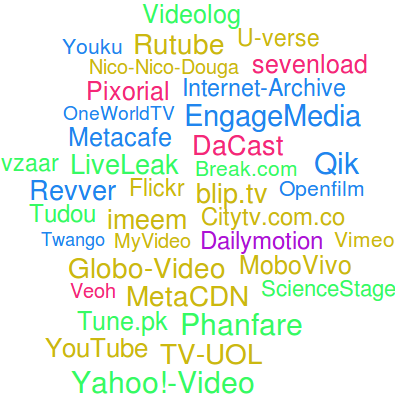 Videolog
Youku Rutube U-verse
Nico-Nico-Douga sevenload
Pixorial Internet-Archive
OneWorldTV EngageMedia
Metacafe DaCast
vzaar LiveLeak Break.com Qik
Revver Flickr blip.tv Openfilm
Tudou imeem Citytv.com.co
Twango MyVideo Dailymotion Vimeo
Globo-Video MoboVivo
Veoh MetaCDN ScienceStage
Tune.pk Phanfare
YouTube TV-UOL
Yahoo!-Video